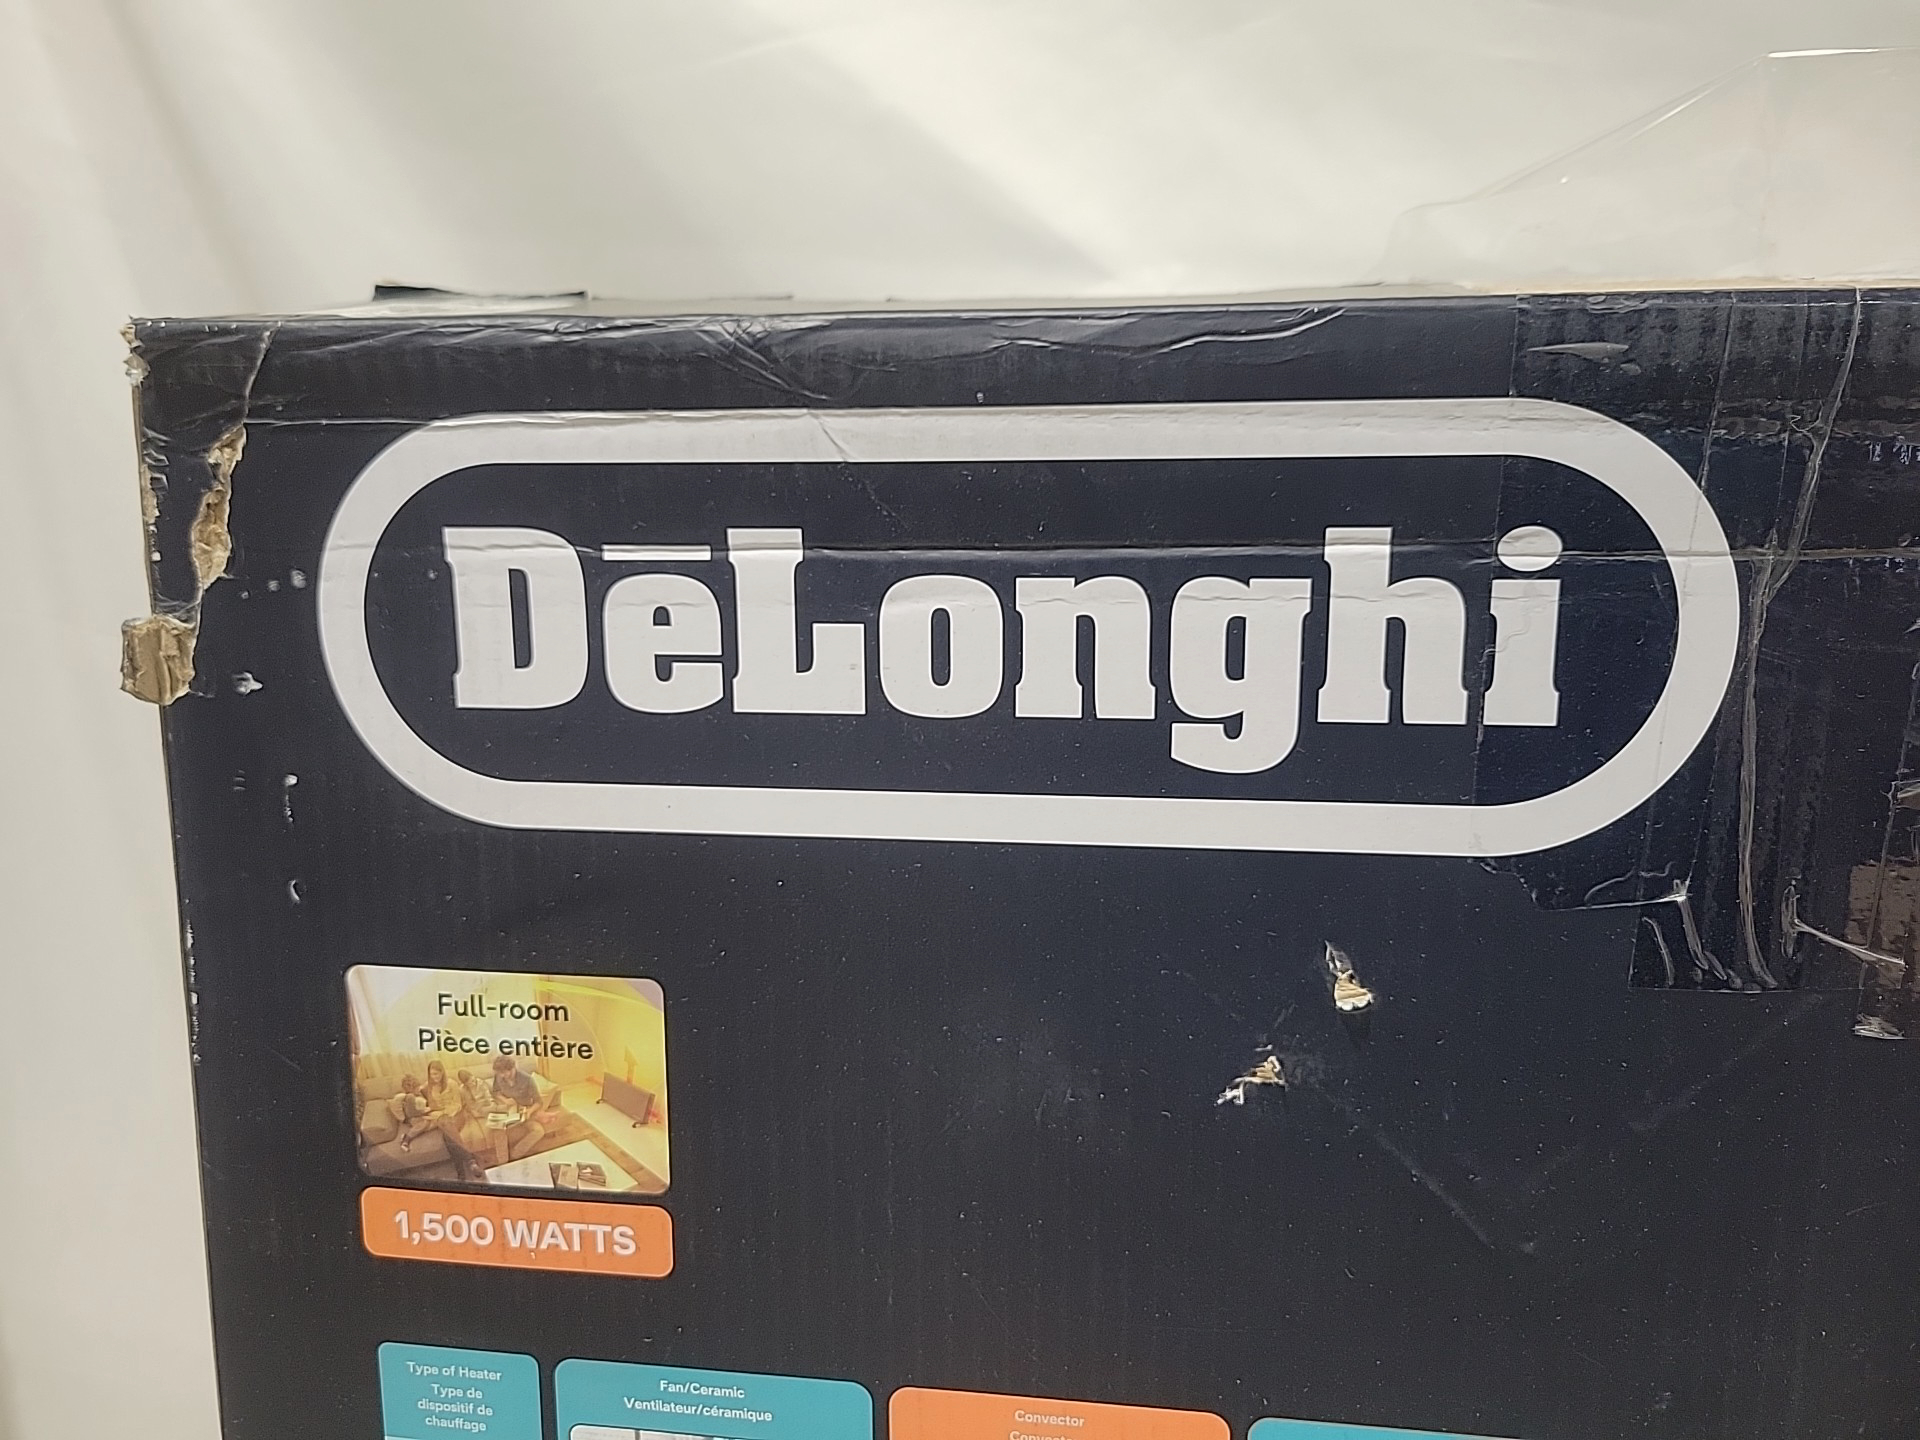 DēLonghi
Full-room
Pièce entière
1,500 WATTS
Type of Heater
Type de
dispositif de
chauffage
Fan/Ceramic
Ventilateur/céramique
Convector